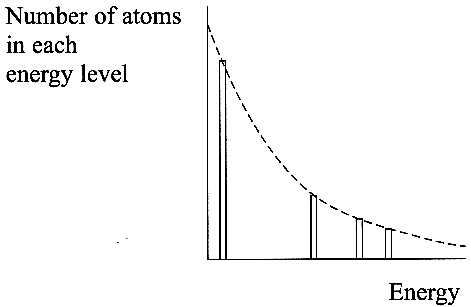 Number of atoms
in each
energy level
Energy